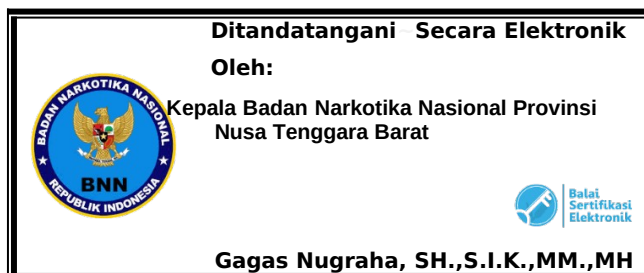 Ditandatangani Secara Elektronik
Oleh:
Kepala Badan Narkotika Nasional Provinsi
Nusa Tenggara Barat
BADAN NARKOTIKA NASIONAL
BNN
REPUBLIK INDONESIA
Balai
Sertifikasi
Elektronik
Gagas Nugraha, SH.,S.I.K.,MM.,MH